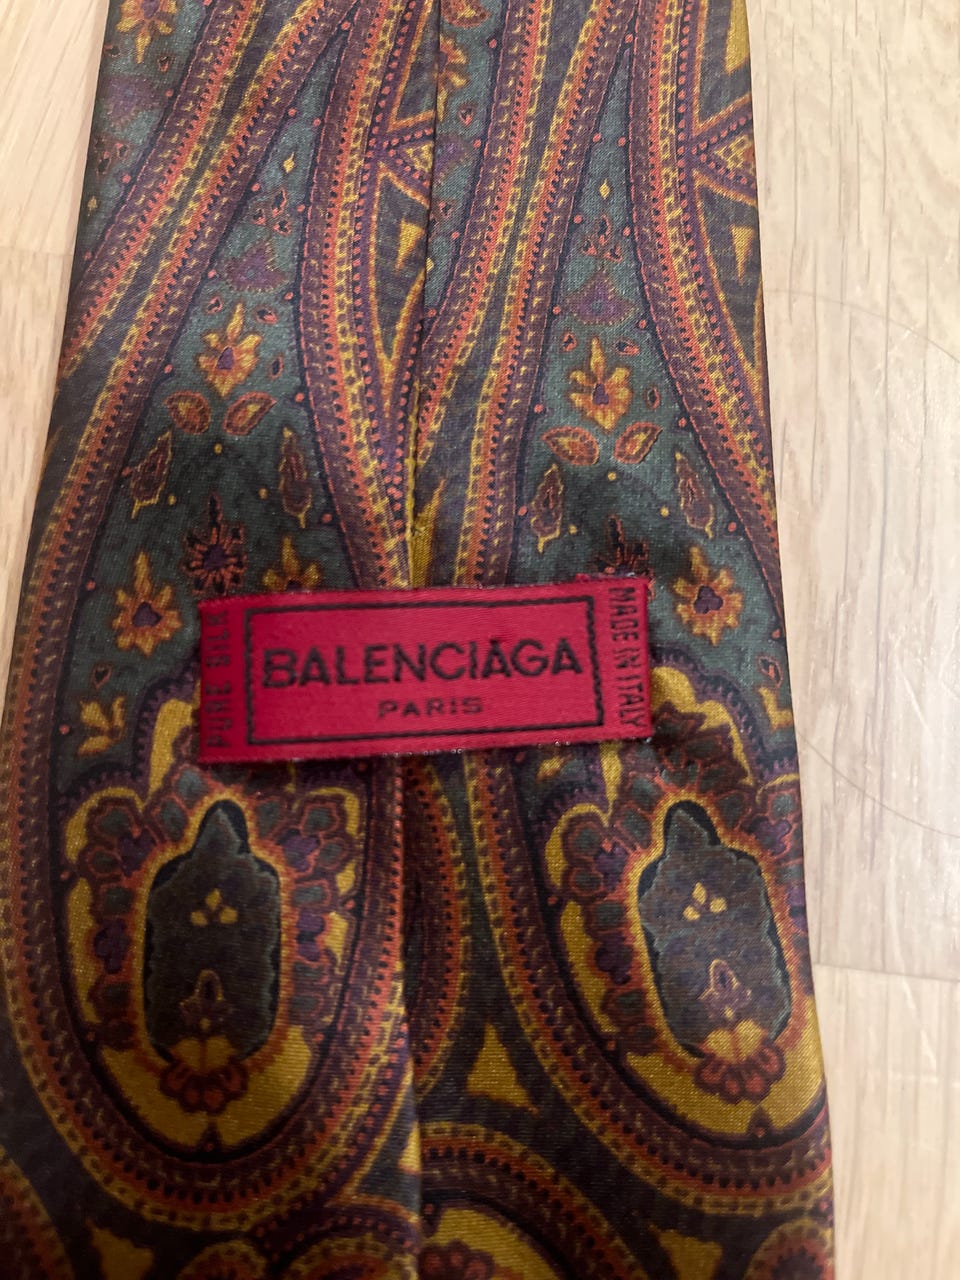 PURE SILK
BALENCIAGA
PARIS
MADE IN ITALY